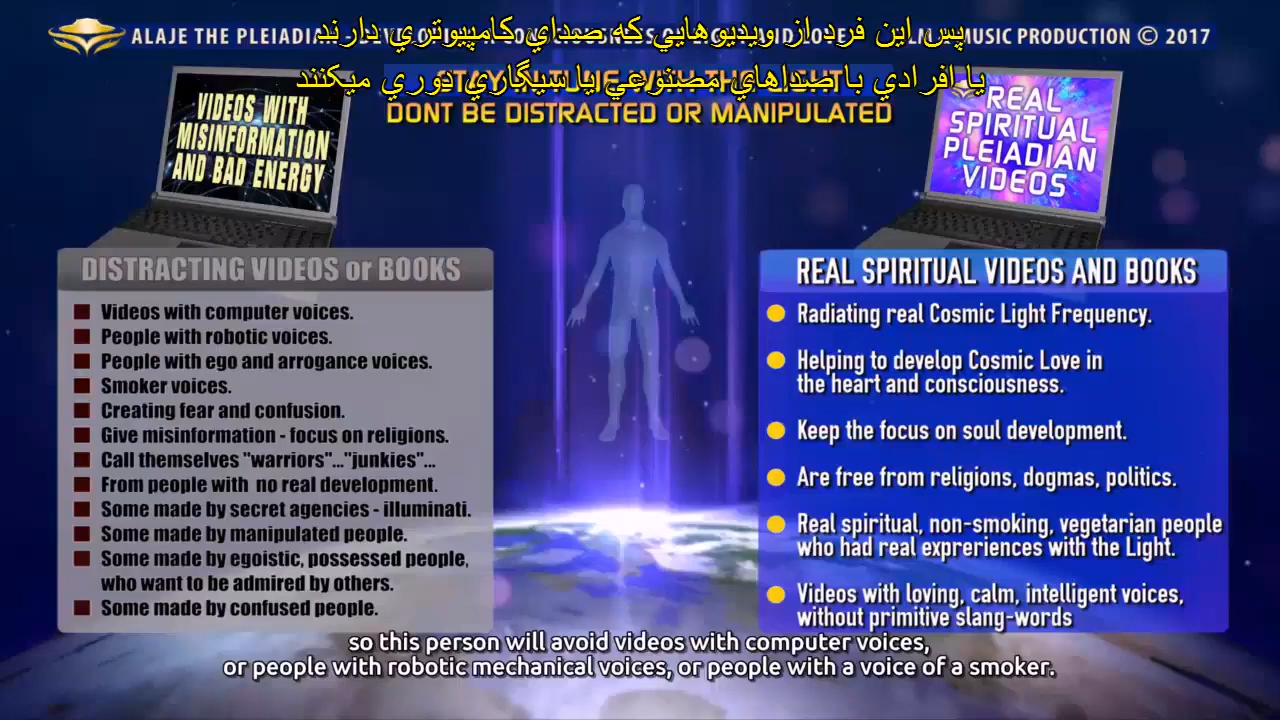 پس اين فرد از ويديوهايي که صداي کامپيوتري دارند
يا افرادي با صداهاي مصنوعي يا سيگاري دوري ميکنند
ALAJE THE PLEIADIAN AND LOVE MUSIC PRODUCTION © 2017
STAY IN TUNE WITH THE LIGHT
DONT BE DISTRACTED OR MANIPULATED
VIDEOS WITH
MISINFORMATION
AND BAD ENERGY
REAL
SPIRITUAL
PLEIADIAN
VIDEOS
DISTRACTING VIDEOS or BOOKS
Videos with computer voices.
People with robotic voices.
People with ego and arrogance voices.
Smoker voices.
Creating fear and confusion.
Give misinformation - focus on religions.
Call themselves "warriors"..."junkies"...
From people with no real development.
Some made by secret agencies - illuminati.
Some made by manipulated people.
Some made by egoistic, possessed people,
who want to be admired by others.
Some made by confused people.
REAL SPIRITUAL VIDEOS AND BOOKS
Radiating real Cosmic Light Frequency.
Helping to develop Cosmic Love in
the heart and consciousness.
Keep the focus on soul development.
Are free from religions, dogmas, politics.
Real spiritual, non-smoking, vegetarian people
who had real expreriences with the Light.
Videos with loving, calm, intelligent voices,
without primitive slang-words
so this person will avoid videos with computer voices,
or people with robotic mechanical voices, or people with a voice of a smoker.